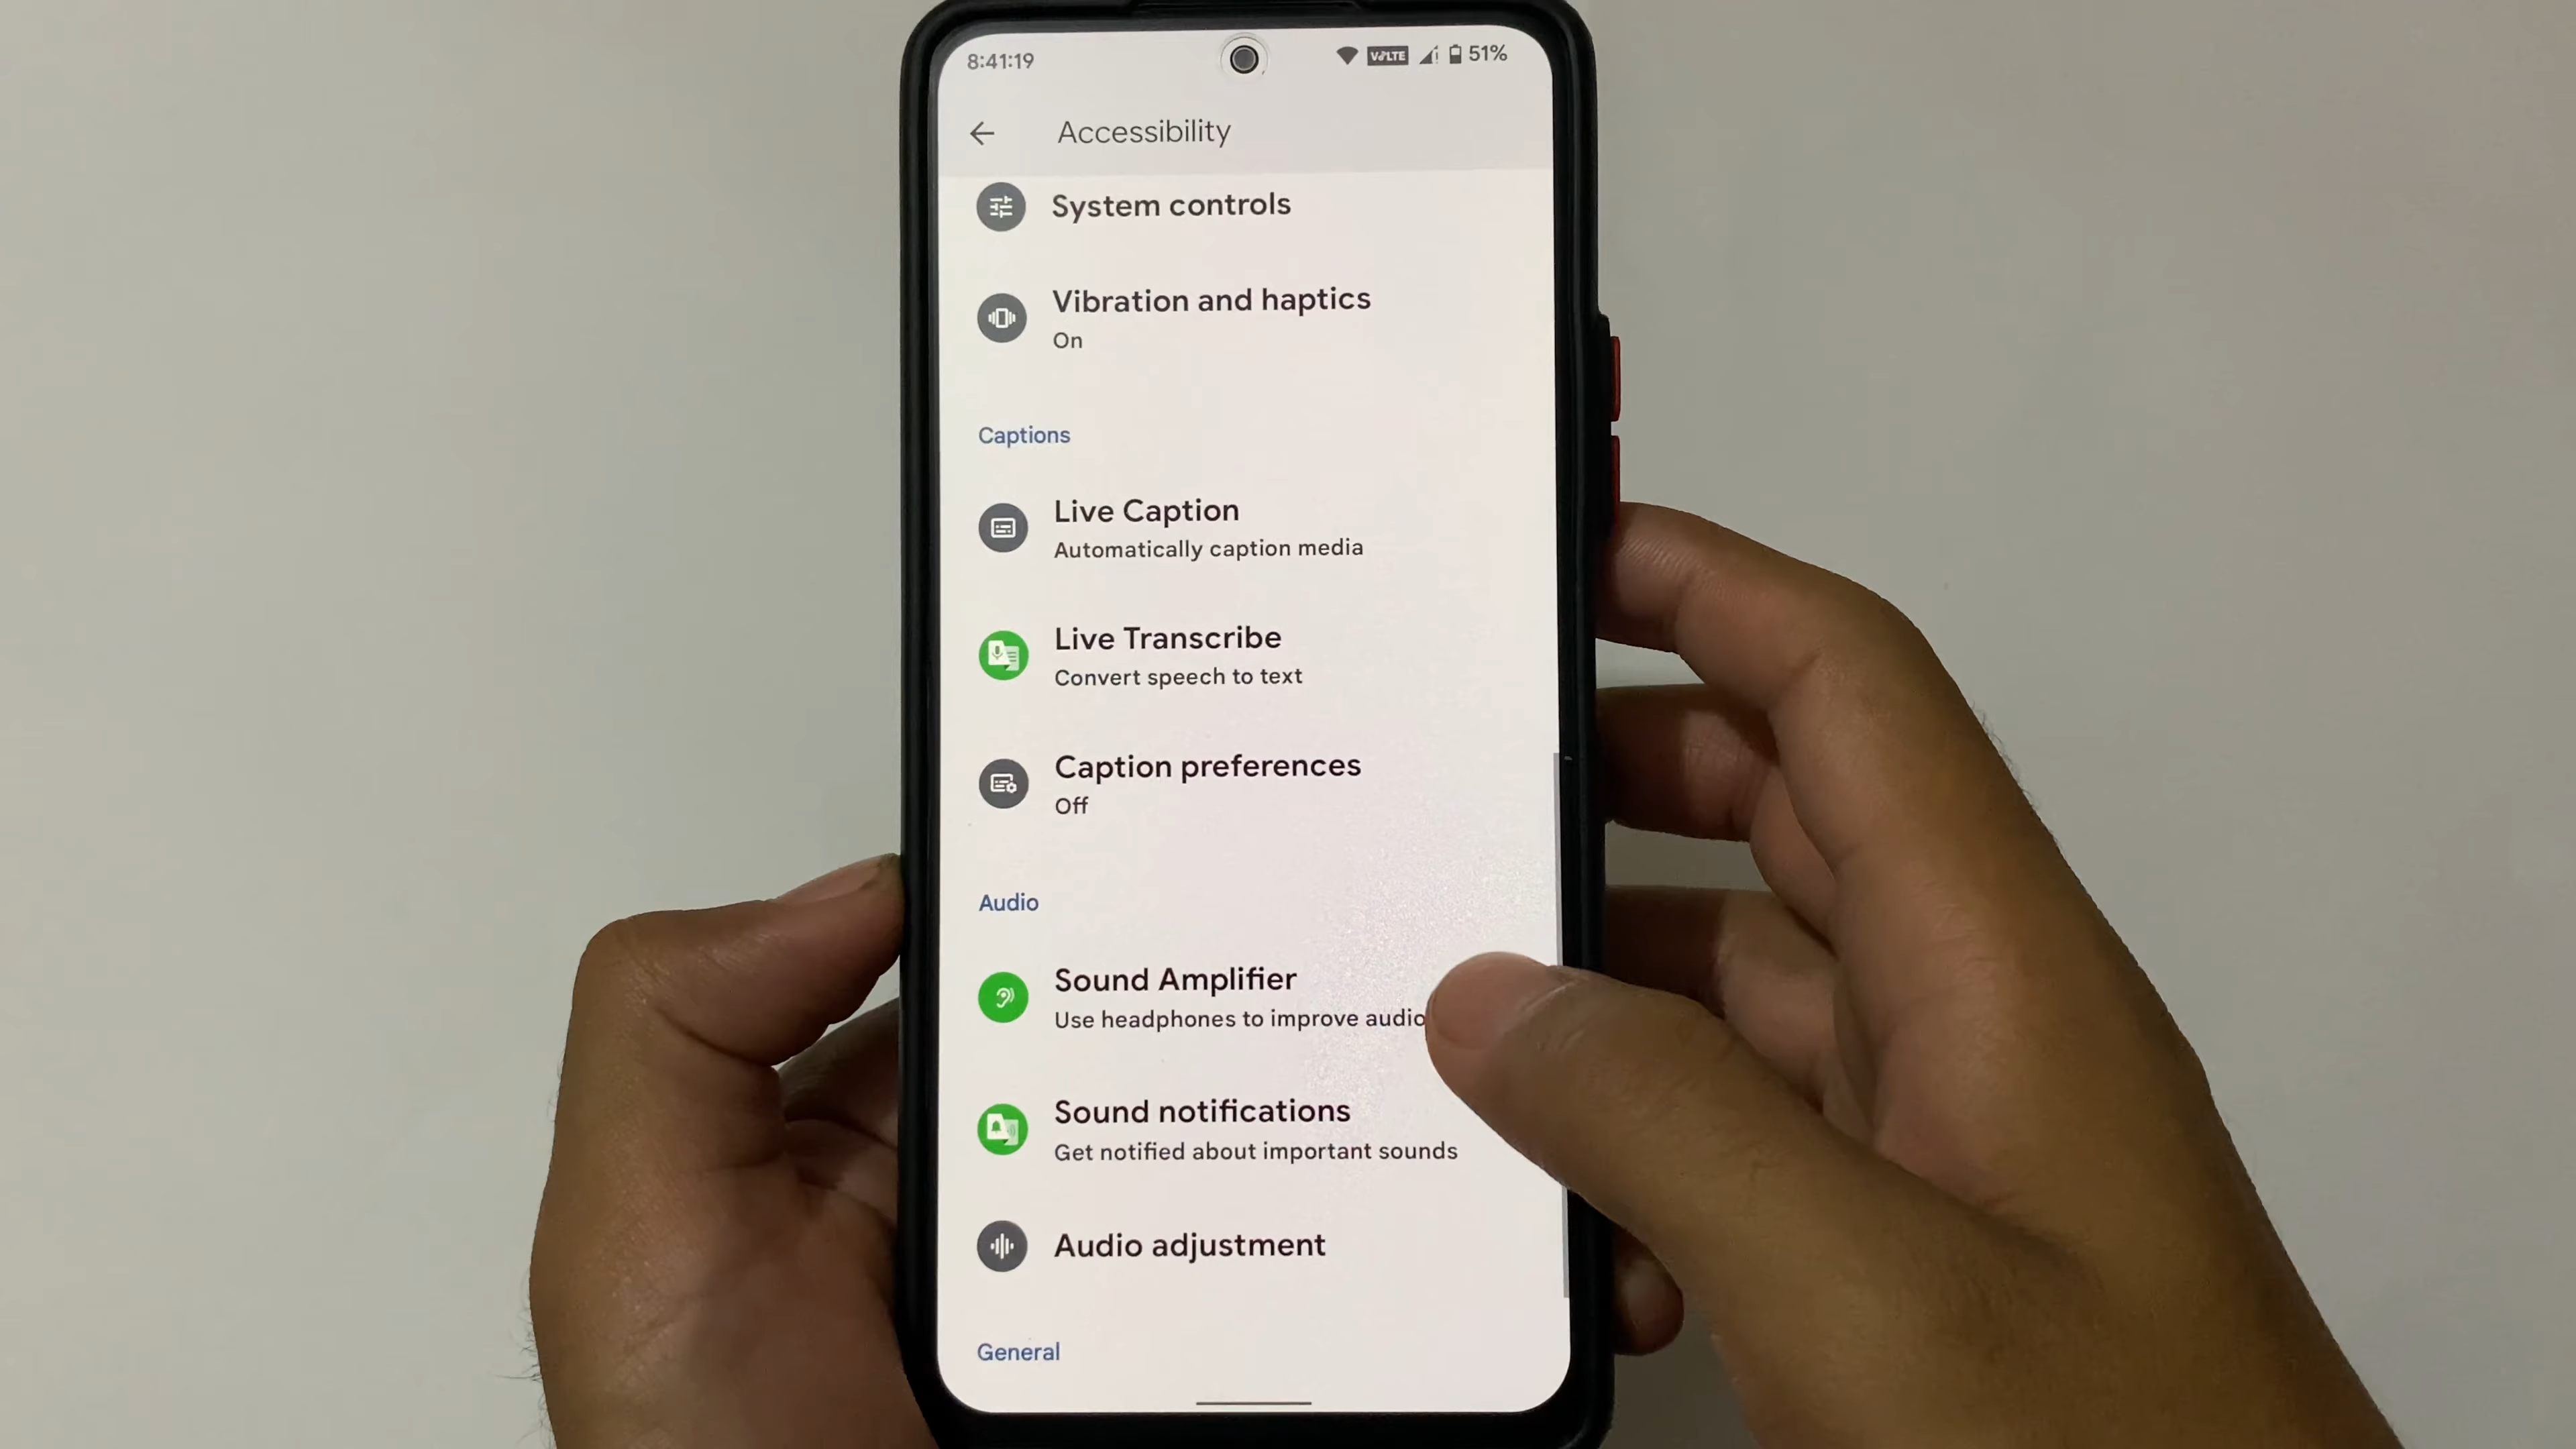 8:41:19
VoLTE 51%
Accessibility
System controls
Vibration and haptics
On
Captions
Live Caption
Automatically caption media
Live Transcribe
Convert speech to text
Caption preferences
Off
Audio
Sound Amplifier
Use headphones to improve audio
Sound notifications
Get notified about important sounds
Audio adjustment
General